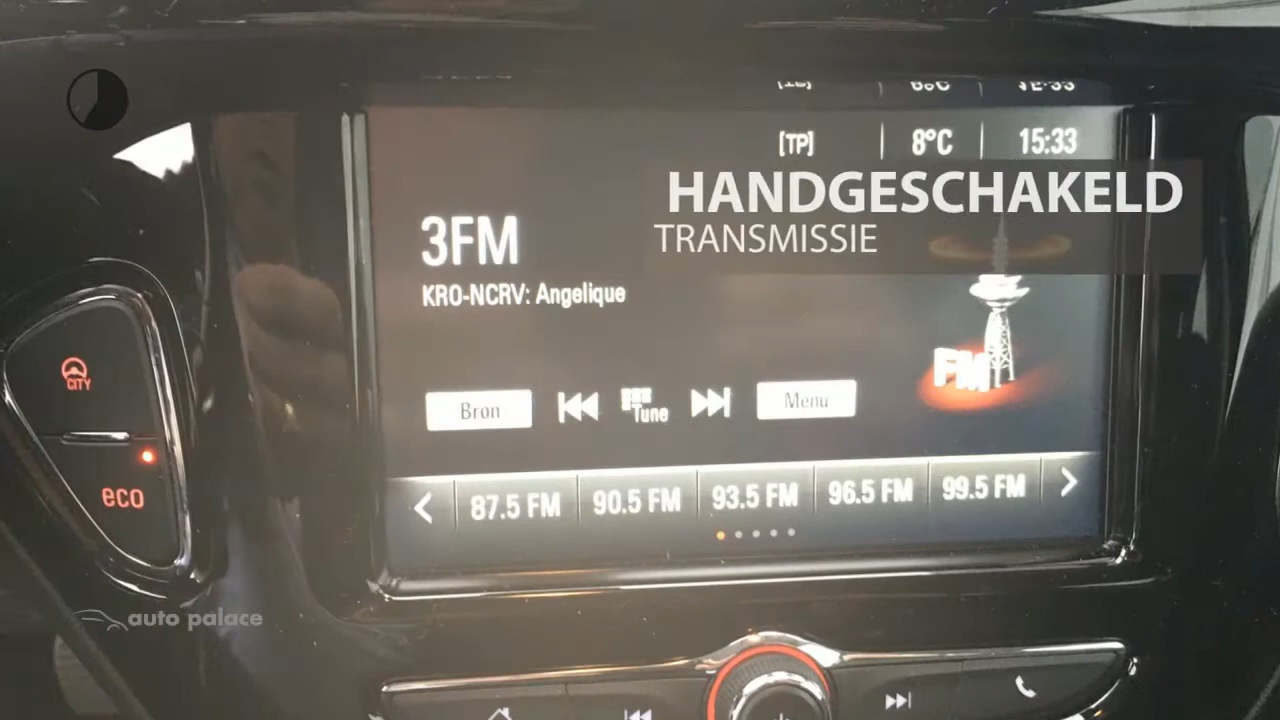 [TP] 8°C 15:33
HANDGESCHAKELD
TRANSMISSIE
3FM
KRO-NCRV: Angelique
FM
CITY
Bron Tune Menu
eco
87.5 FM 90.5 FM 93.5 FM 96.5 FM 99.5 FM
auto palace